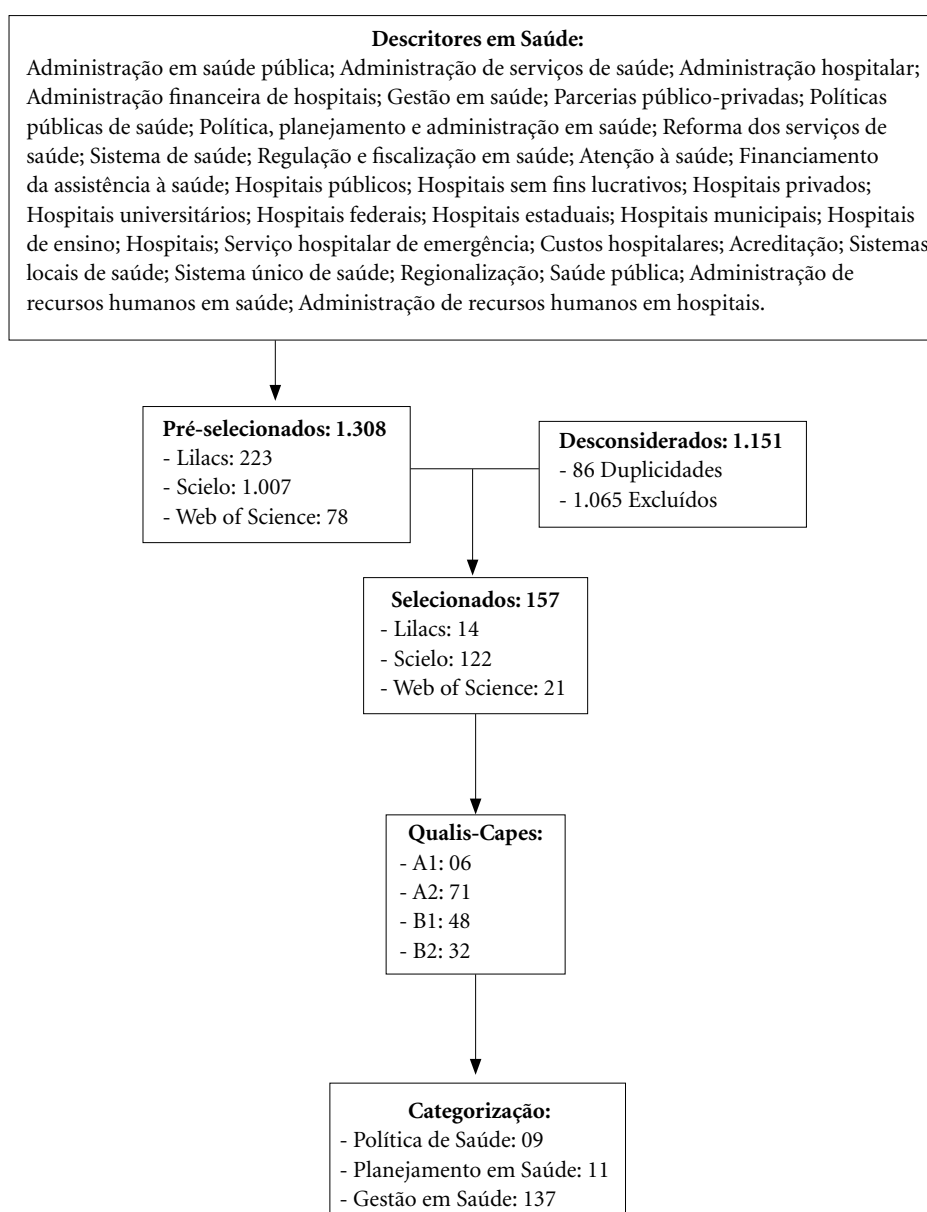 Descritores em Saúde:
Administração em saúde pública; Administração de serviços de saúde; Administração hospitalar;
Administração financeira de hospitais; Gestão em saúde; Parcerias público-privadas; Políticas
públicas de saúde; Política, planejamento e administração em saúde; Reforma dos serviços de
saúde; Sistema de saúde; Regulação e fiscalização em saúde; Atenção à saúde; Financiamento
da assistência à saúde; Hospitais públicos; Hospitais sem fins lucrativos; Hospitais privados;
Hospitais universitários; Hospitais federais; Hospitais estaduais; Hospitais municipais; Hospitais
de ensino; Hospitais; Serviço hospitalar de emergência; Custos hospitalares; Acreditação; Sistemas
locais de saúde; Sistema único de saúde; Regionalização; Saúde pública; Administração de
recursos humanos em saúde; Administração de recursos humanos em hospitais.
Pré-selecionados: 1.308
- Lilacs: 223
- Scielo: 1.007
- Web of Science: 78
Desconsiderados: 1.151
- 86 Duplicidades
- 1.065 Excluídos
Selecionados: 157
- Lilacs: 14
- Scielo: 122
- Web of Science: 21
Qualis-Capes:
- A1: 06
- A2: 71
- B1: 48
- B2: 32
Categorização:
- Política de Saúde: 09
- Planejamento em Saúde: 11
- Gestão em Saúde: 137